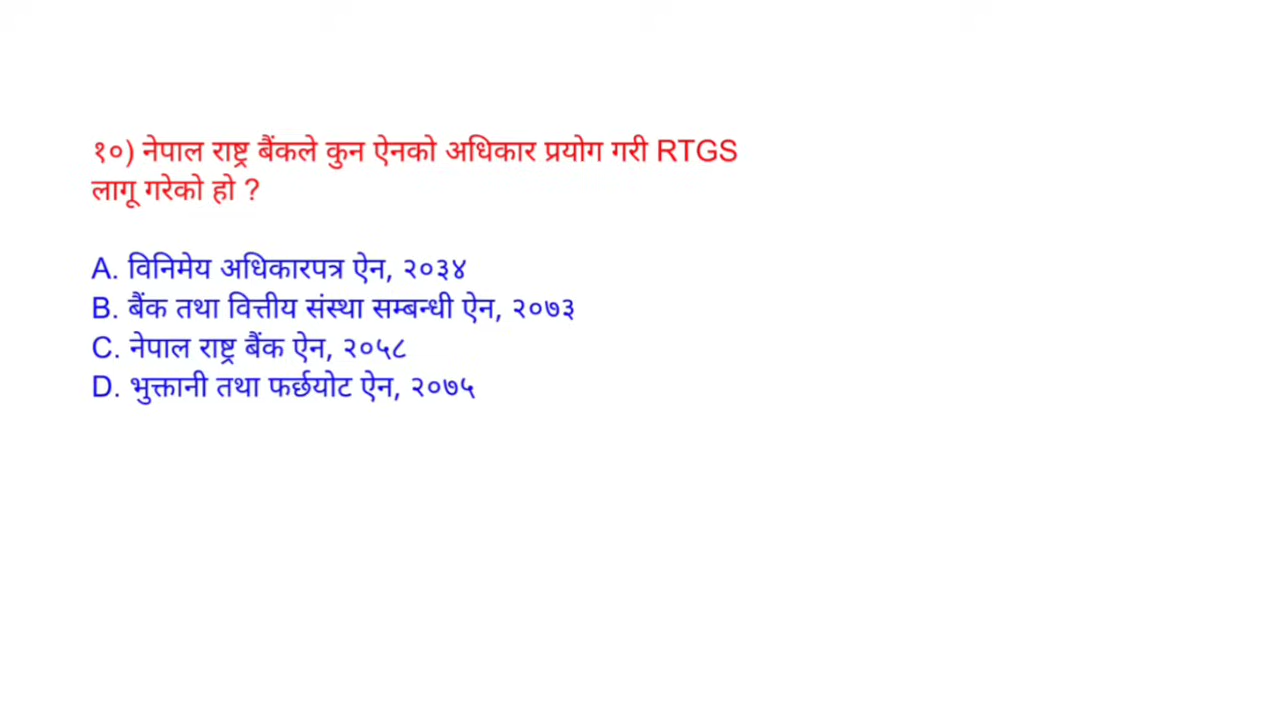 १०) नेपाल राष्ट्र बैंकले कुन ऐनको अधिकार प्रयोग गरी RTGS
लागू गरेको हो ?
A. विनिमेय अधिकारपत्र ऐन, २०३४
B. बैंक तथा वित्तीय संस्था सम्बन्धी ऐन, २०७३
C. नेपाल राष्ट्र बैंक ऐन, २०५८
D. भुक्तानी तथा फर्छयोट ऐन, २०७५